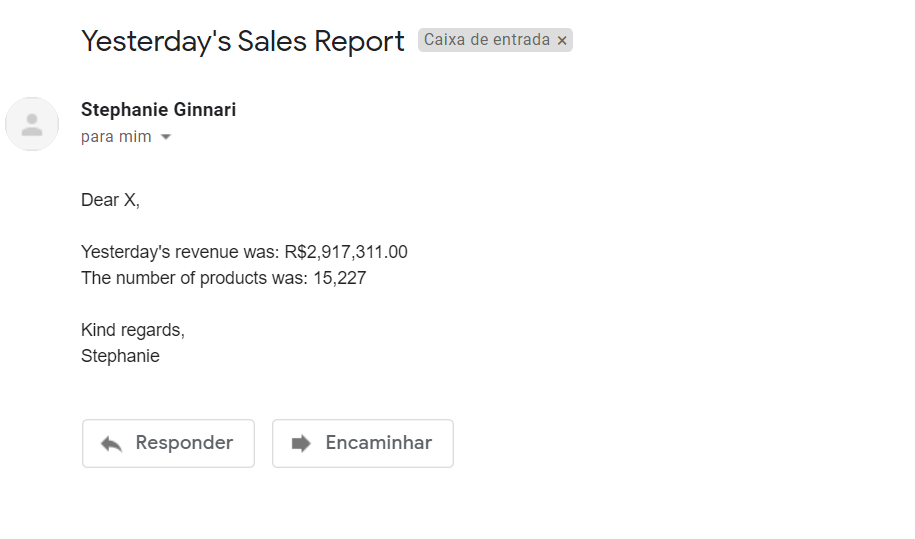 Yesterday's Sales Report Caixa de entrada ×
Stephanie Ginnari
para mim
Dear X,
Yesterday's revenue was: R$2,917,311.00
The number of products was: 15,227
Kind regards,
Stephanie
Responder Encaminhar